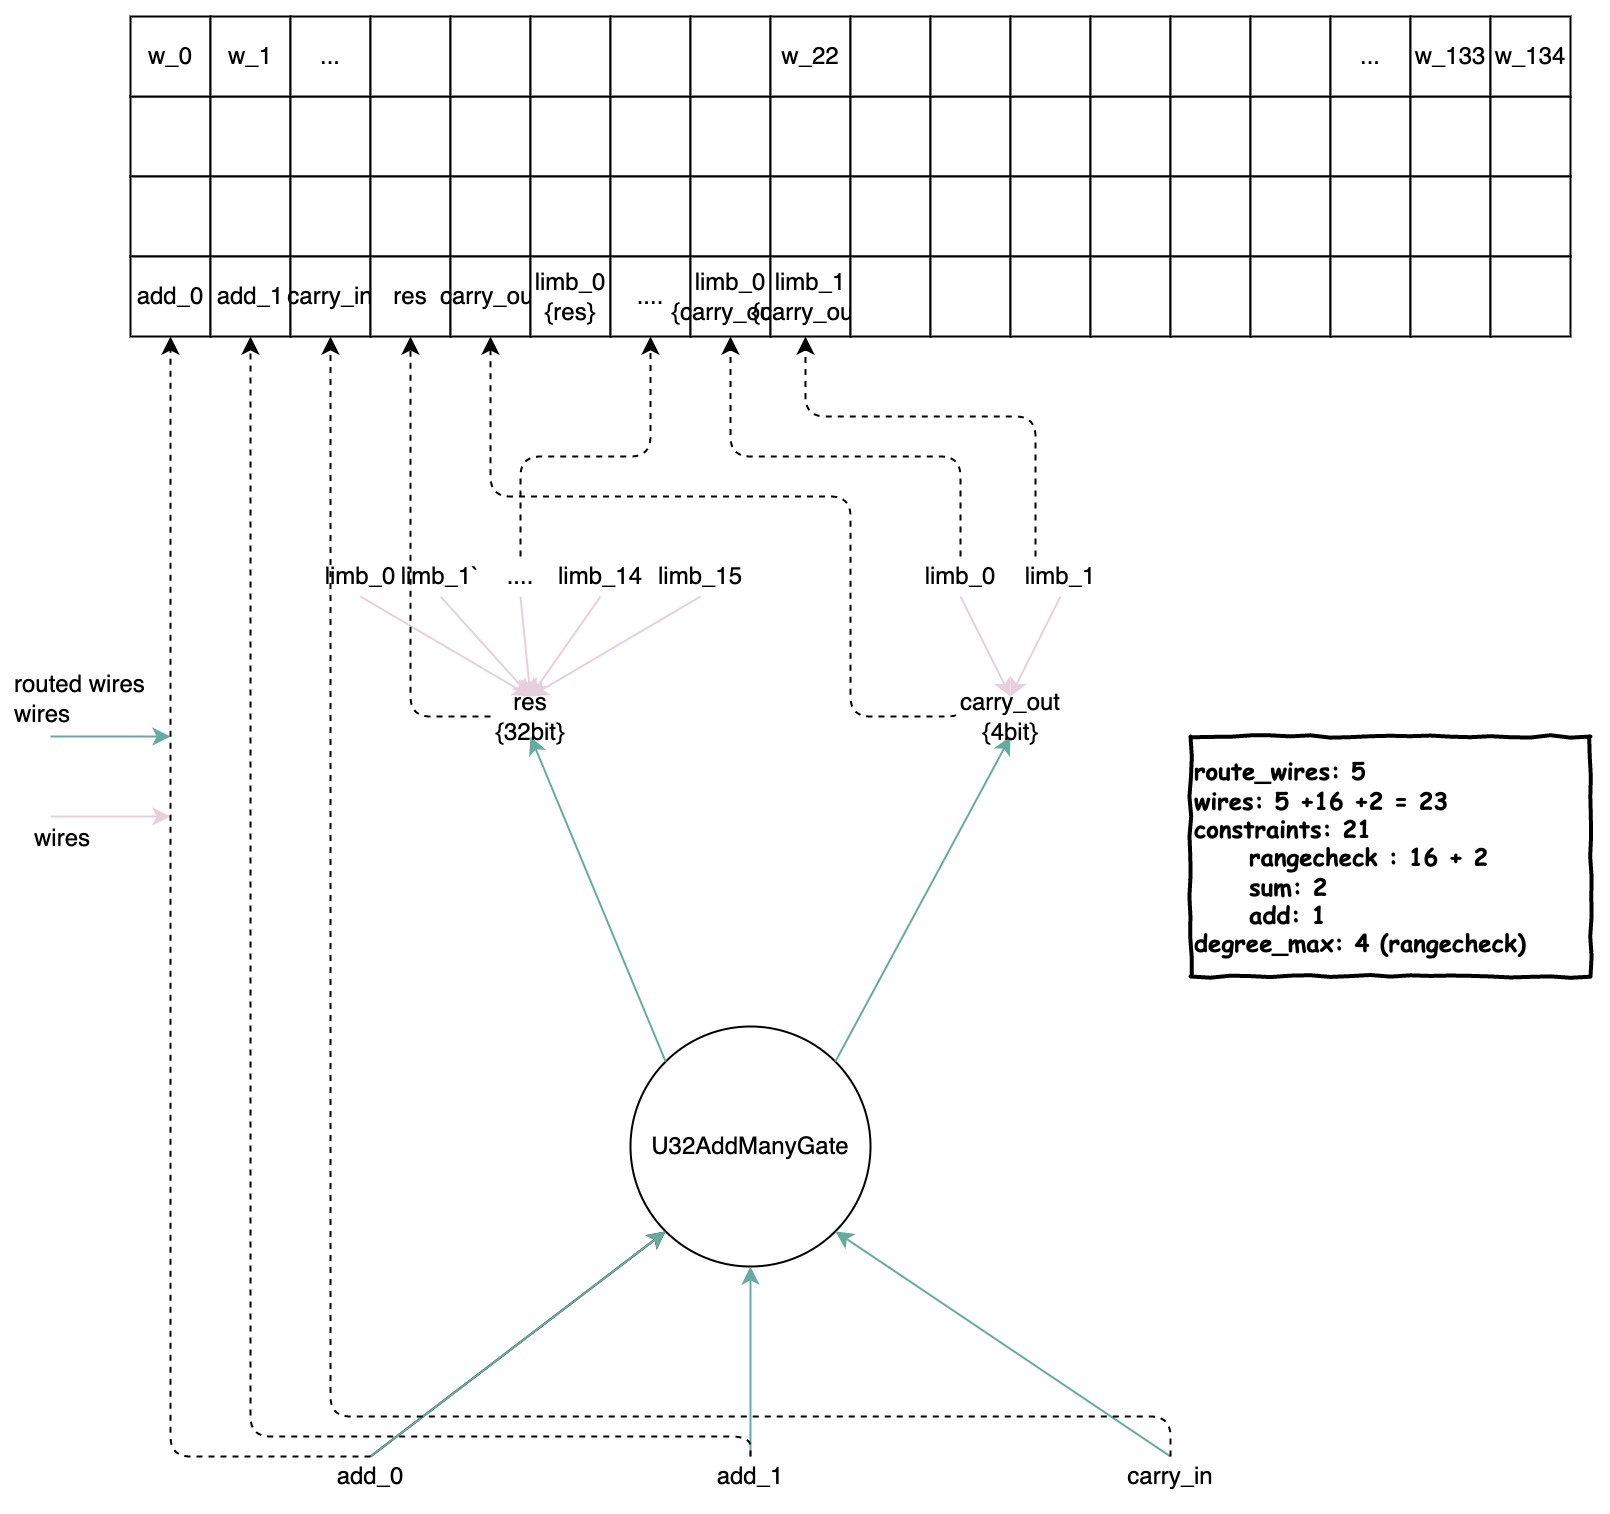 w_0 w_1 ... w_22 ... w_133 w_134
add_0 add_1 carry_in res carry_ou limb_0 .... limb_0 limb_1
{res} {carry_ou {carry_ou
limb_0 limb_1` .... limb_14 limb_15 limb_0 limb_1
routed wires
wires
res
{32bit}
carry_out
{4bit}
wires
route_wires: 5
wires: 5 +16 +2 = 23
constraints: 21
rangecheck : 16 + 2
sum: 2
add: 1
degree_max: 4 (rangecheck)
U32AddManyGate
add_0 add_1 carry_in